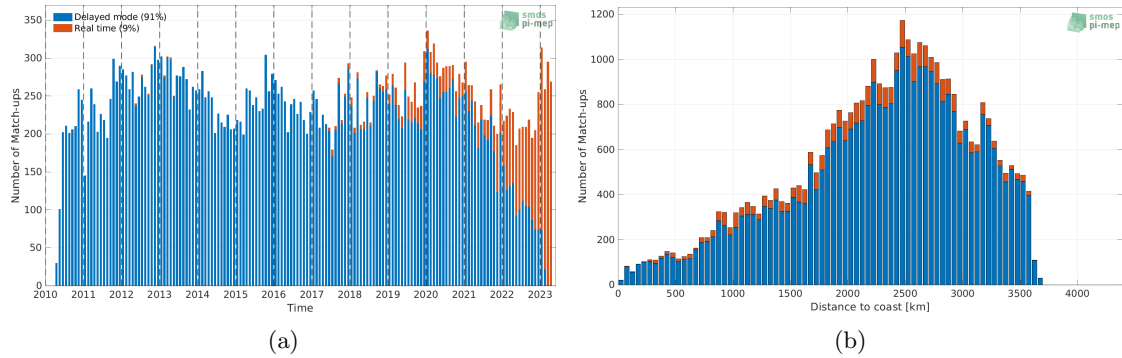 Delayed mode (91%)
Real time (9%)
smos
pi-mep
350
300
250
200
150
100
50
0
Number of Match-ups
2010 2011 2012 2013 2014 2015 2016 2017 2018 2019 2020 2021 2022 2023
Time
(a)
smos
pi-mep
1200
1000
800
600
400
200
0
Number of Match-ups
0 500 1000 1500 2000 2500 3000 3500 4000
Distance to coast [km]
(b)